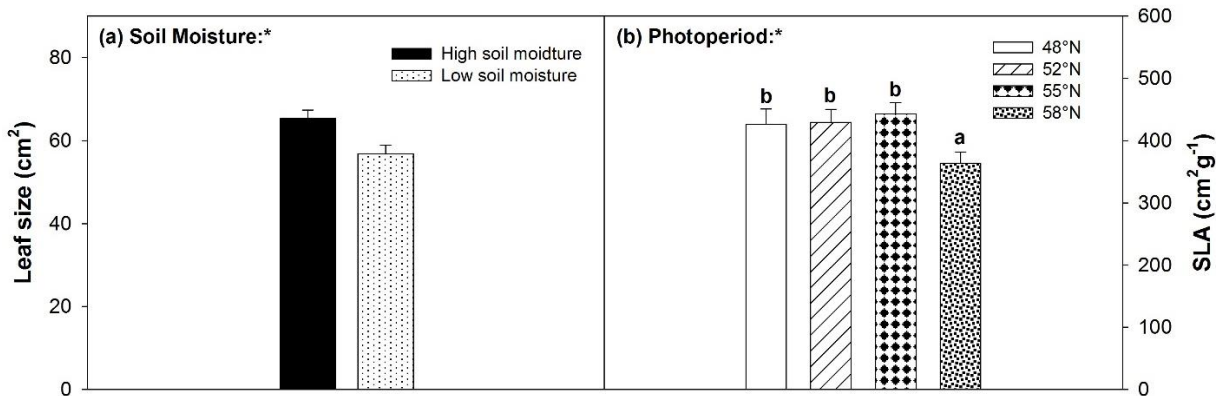 (a) Soil Moisture:*
High soil moidture
Low soil moisture
Leaf size (cm²)
80
60
40
20
0
(b) Photoperiod:*
48°N
52°N
55°N
58°N
b
b
b
a
600
500
400
300
200
100
0
SLA (cm²g⁻¹)